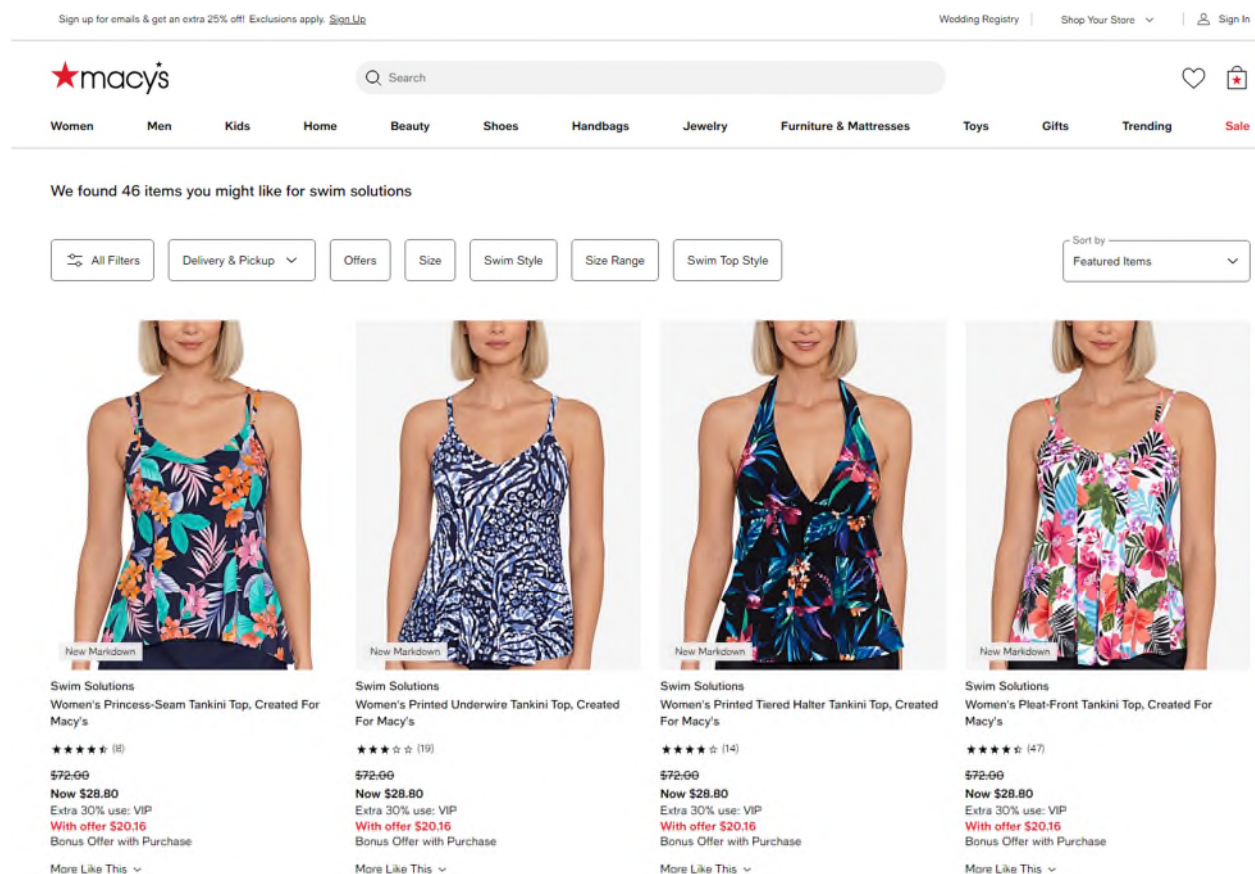 Sign up for emails & get an extra 25% off! Exclusions apply. Sign Up
Wedding Registry
Shop Your Store
Sign In
macy's
Search
Women
Men
Kids
Home
Beauty
Shoes
Handbags
Jewelry
Furniture & Mattresses
Toys
Gifts
Trending
Sale
We found 46 items you might like for swim solutions
All Filters
Delivery & Pickup
Offers
Size
Swim Style
Size Range
Swim Top Style
Sort by
Featured Items
New Markdown
Swim Solutions
Women's Princess-Seam Tankini Top, Created For
Macy's
(8)
$72.00
Now $28.80
Extra 30% use: VIP
With offer $20.16
Bonus Offer with Purchase
More Like This
New Markdown
Swim Solutions
Women's Printed Underwire Tankini Top, Created
For Macy's
(19)
$72.00
Now $28.80
Extra 30% use: VIP
With offer $20.16
Bonus Offer with Purchase
More Like This
New Markdown
Swim Solutions
Women's Printed Tiered Halter Tankini Top, Created
For Macy's
(14)
$72.00
Now $28.80
Extra 30% use: VIP
With offer $20.16
Bonus Offer with Purchase
More Like This
New Markdown
Swim Solutions
Women's Pleat-Front Tankini Top, Created For
Macy's
(47)
$72.00
Now $28.80
Extra 30% use: VIP
With offer $20.16
Bonus Offer with Purchase
More Like This